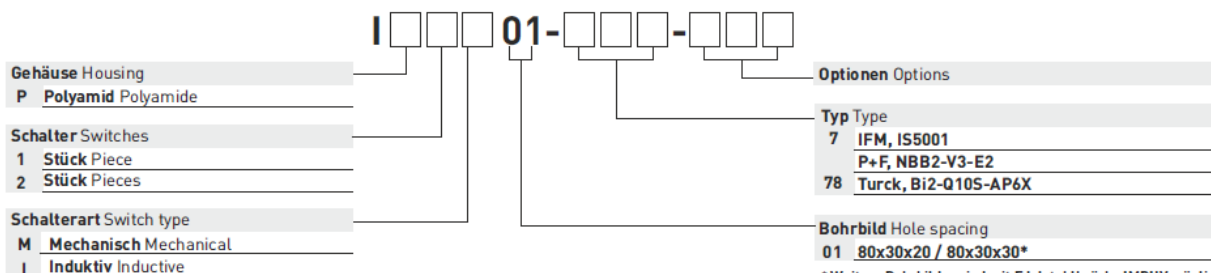 I 01- -
Gehäuse Housing
P Polyamid Polyamide
Schalter Switches
1 Stück Piece
2 Stück Pieces
Schalterart Switch type
M Mechanisch Mechanical
I Induktiv Inductive
Optionen Options
Typ Type
7 IFM, IS5001
P+F, NBB2-V3-E2
78 Turck, Bi2-Q10S-AP6X
Bohrbild Hole spacing
01 80x30x20 / 80x30x30*